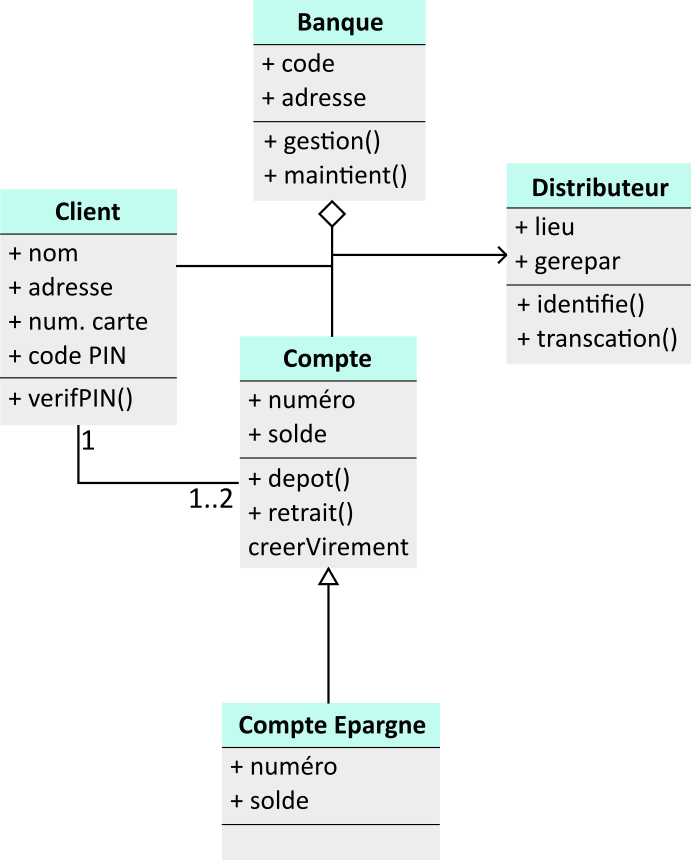 Banque
+ code
+ adresse
+ gestion()
+ maintient()
Distributeur
+ lieu
+ gerepar
+ identifie()
+ transcation()
Client
+ nom
+ adresse
+ num. carte
+ code PIN
+ verifPIN()
1
1..2
Compte
+ numéro
+ solde
+ depot()
+ retrait()
creerVirement
Compte Epargne
+ numéro
+ solde